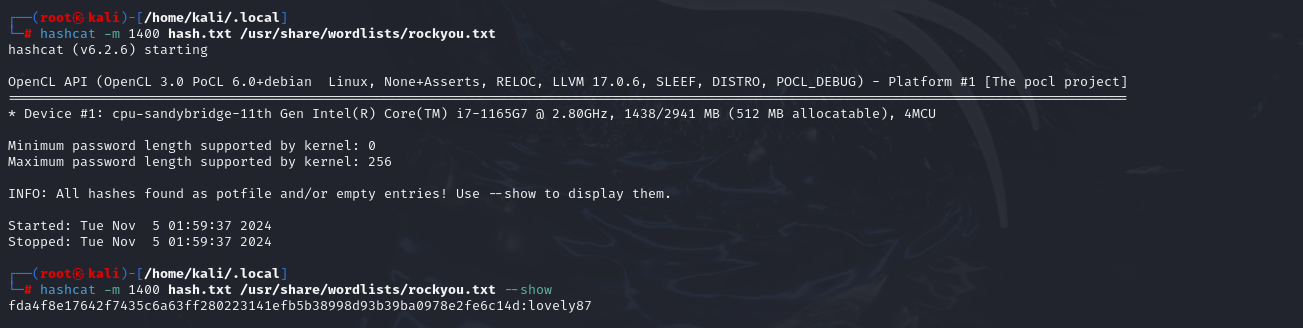 ┌──(root㉿kali)-[/home/kali/.local]
└─# hashcat -m 1400 hash.txt /usr/share/wordlists/rockyou.txt
hashcat (v6.2.6) starting
OpenCL API (OpenCL 3.0 PoCL 6.0+debian  Linux, None+Asserts, RELOC, LLVM 17.0.6, SLEEF, DISTRO, POCL_DEBUG) - Platform #1 [The pocl project]
============================================================================================================================================
* Device #1: cpu-sandybridge-11th Gen Intel(R) Core(TM) i7-1165G7 @ 2.80GHz, 1438/2941 MB (512 MB allocatable), 4MCU
Minimum password length supported by kernel: 0
Maximum password length supported by kernel: 256
INFO: All hashes found as potfile and/or empty entries! Use --show to display them.
Started: Tue Nov  5 01:59:37 2024
Stopped: Tue Nov  5 01:59:37 2024
┌──(root㉿kali)-[/home/kali/.local]
└─# hashcat -m 1400 hash.txt /usr/share/wordlists/rockyou.txt --show
fda4f8e17642f7435c6a63ff280223141efb5b38998d93b39ba0978e2fe6c14d:lovely87